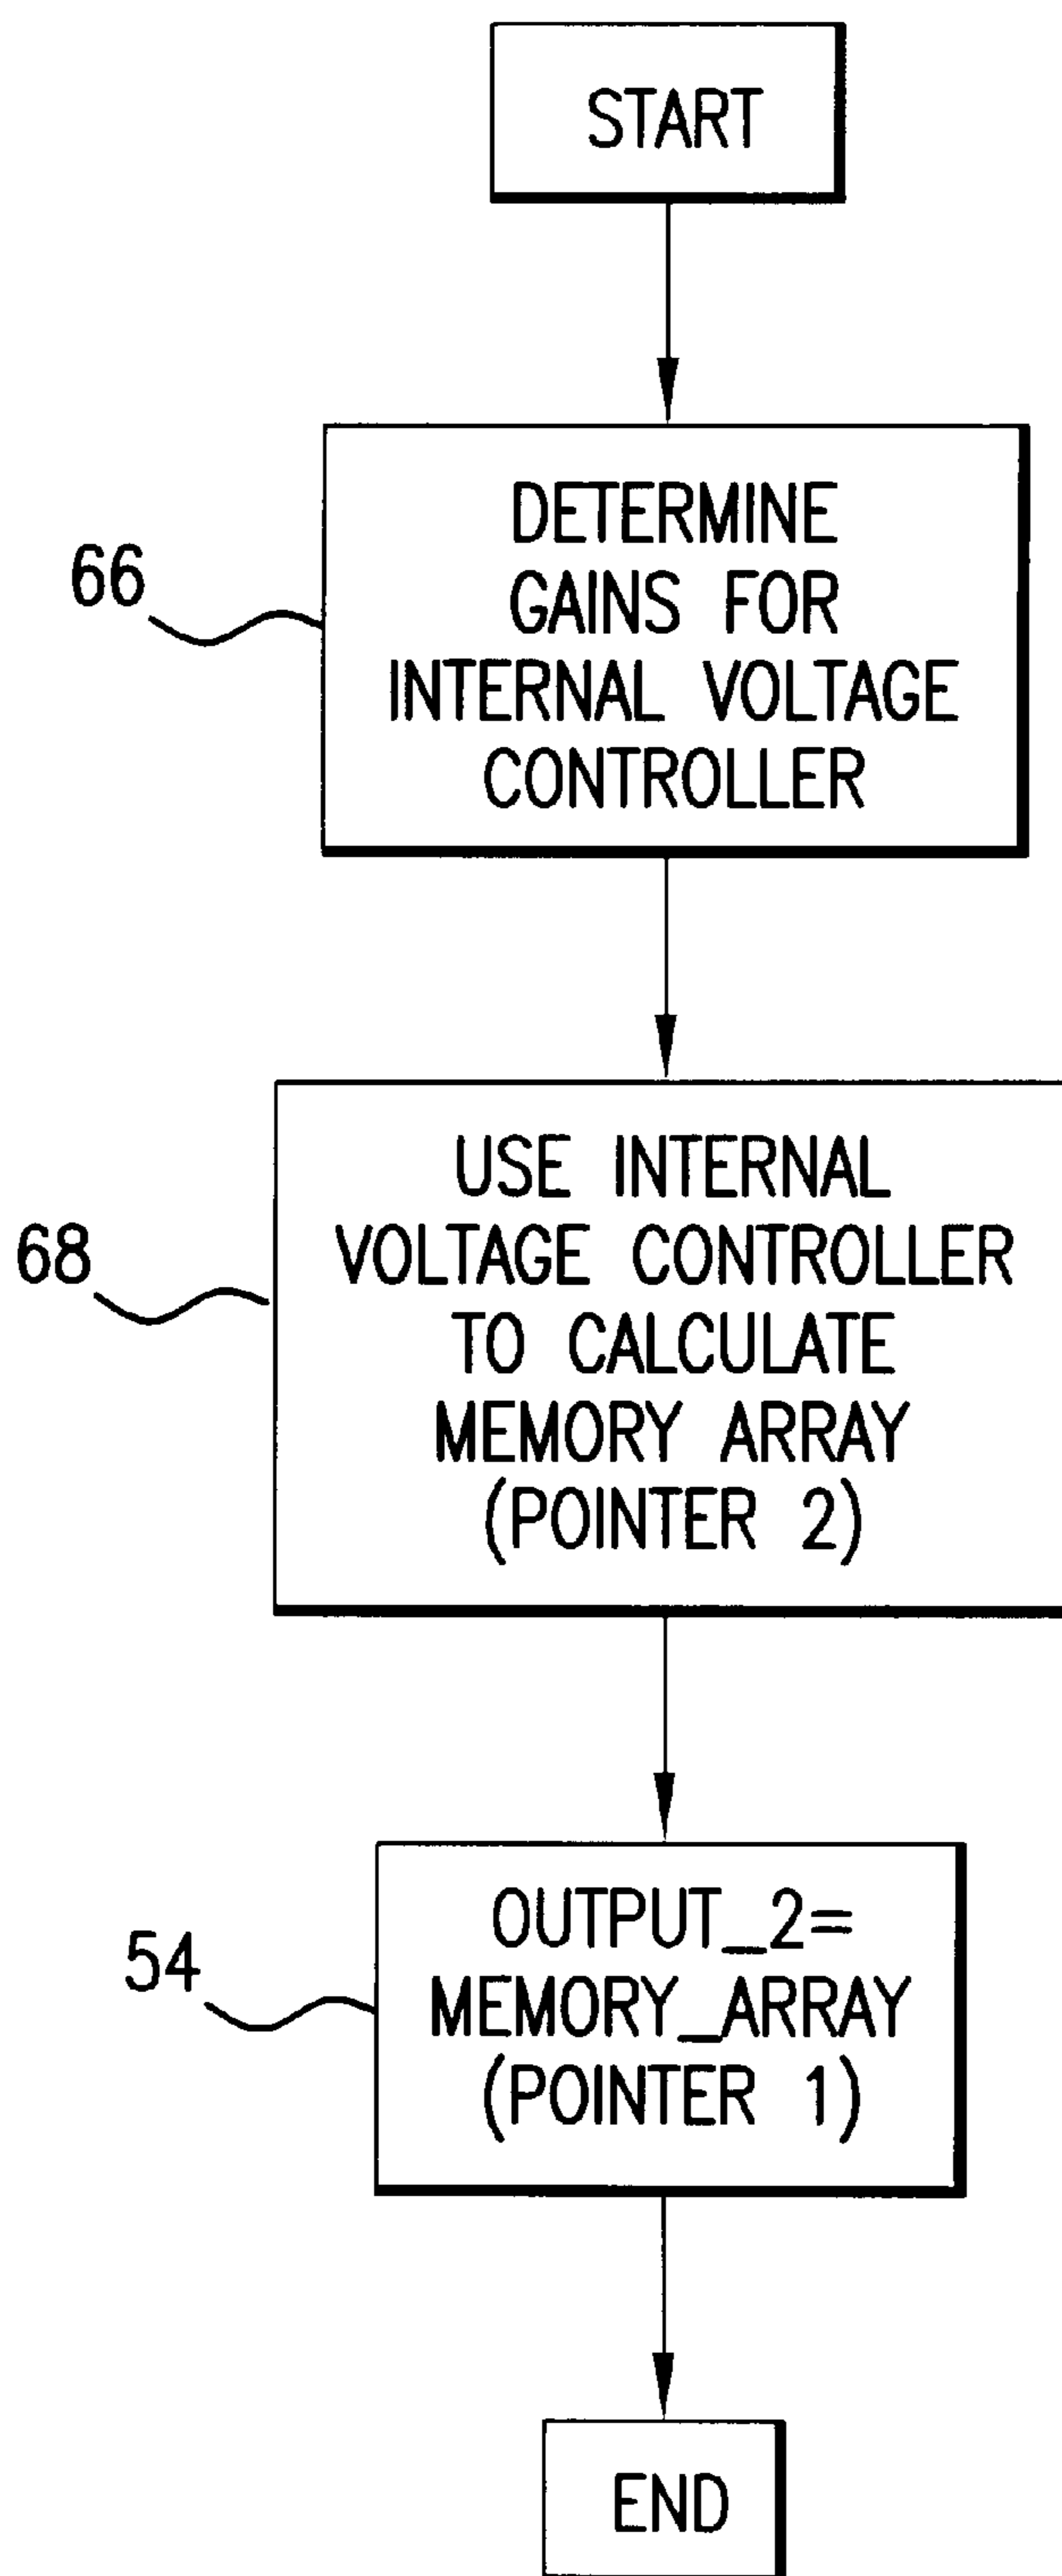 START
66
DETERMINE
GAINS FOR
INTERNAL VOLTAGE
CONTROLLER
68
USE INTERNAL
VOLTAGE CONTROLLER
TO CALCULATE
MEMORY ARRAY
(POINTER 2)
54
OUTPUT_2=
MEMORY_ARRAY
(POINTER 1)
END